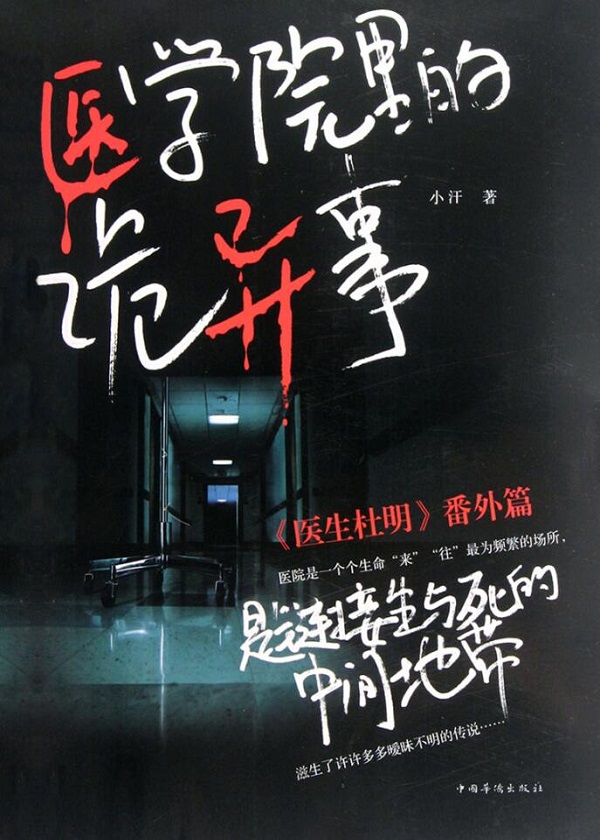 医学院里的
诡异事
小汗 著
《医生杜明》番外篇
医院是一个个生命“来”“往”最为频繁的场所，
是连接生与死的
中间地带
滋生了许许多多暧昧不明的传说……
中国华侨出版社